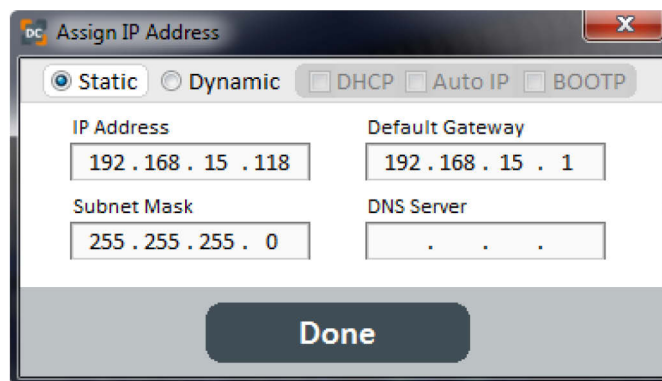 DC Assign IP Address X
Static Dynamic DHCP Auto IP BOOTP
IP Address Default Gateway
192 . 168 . 15 . 118 192 . 168 . 15 . 1
Subnet Mask DNS Server
255 . 255 . 255 . 0 . . .
Done